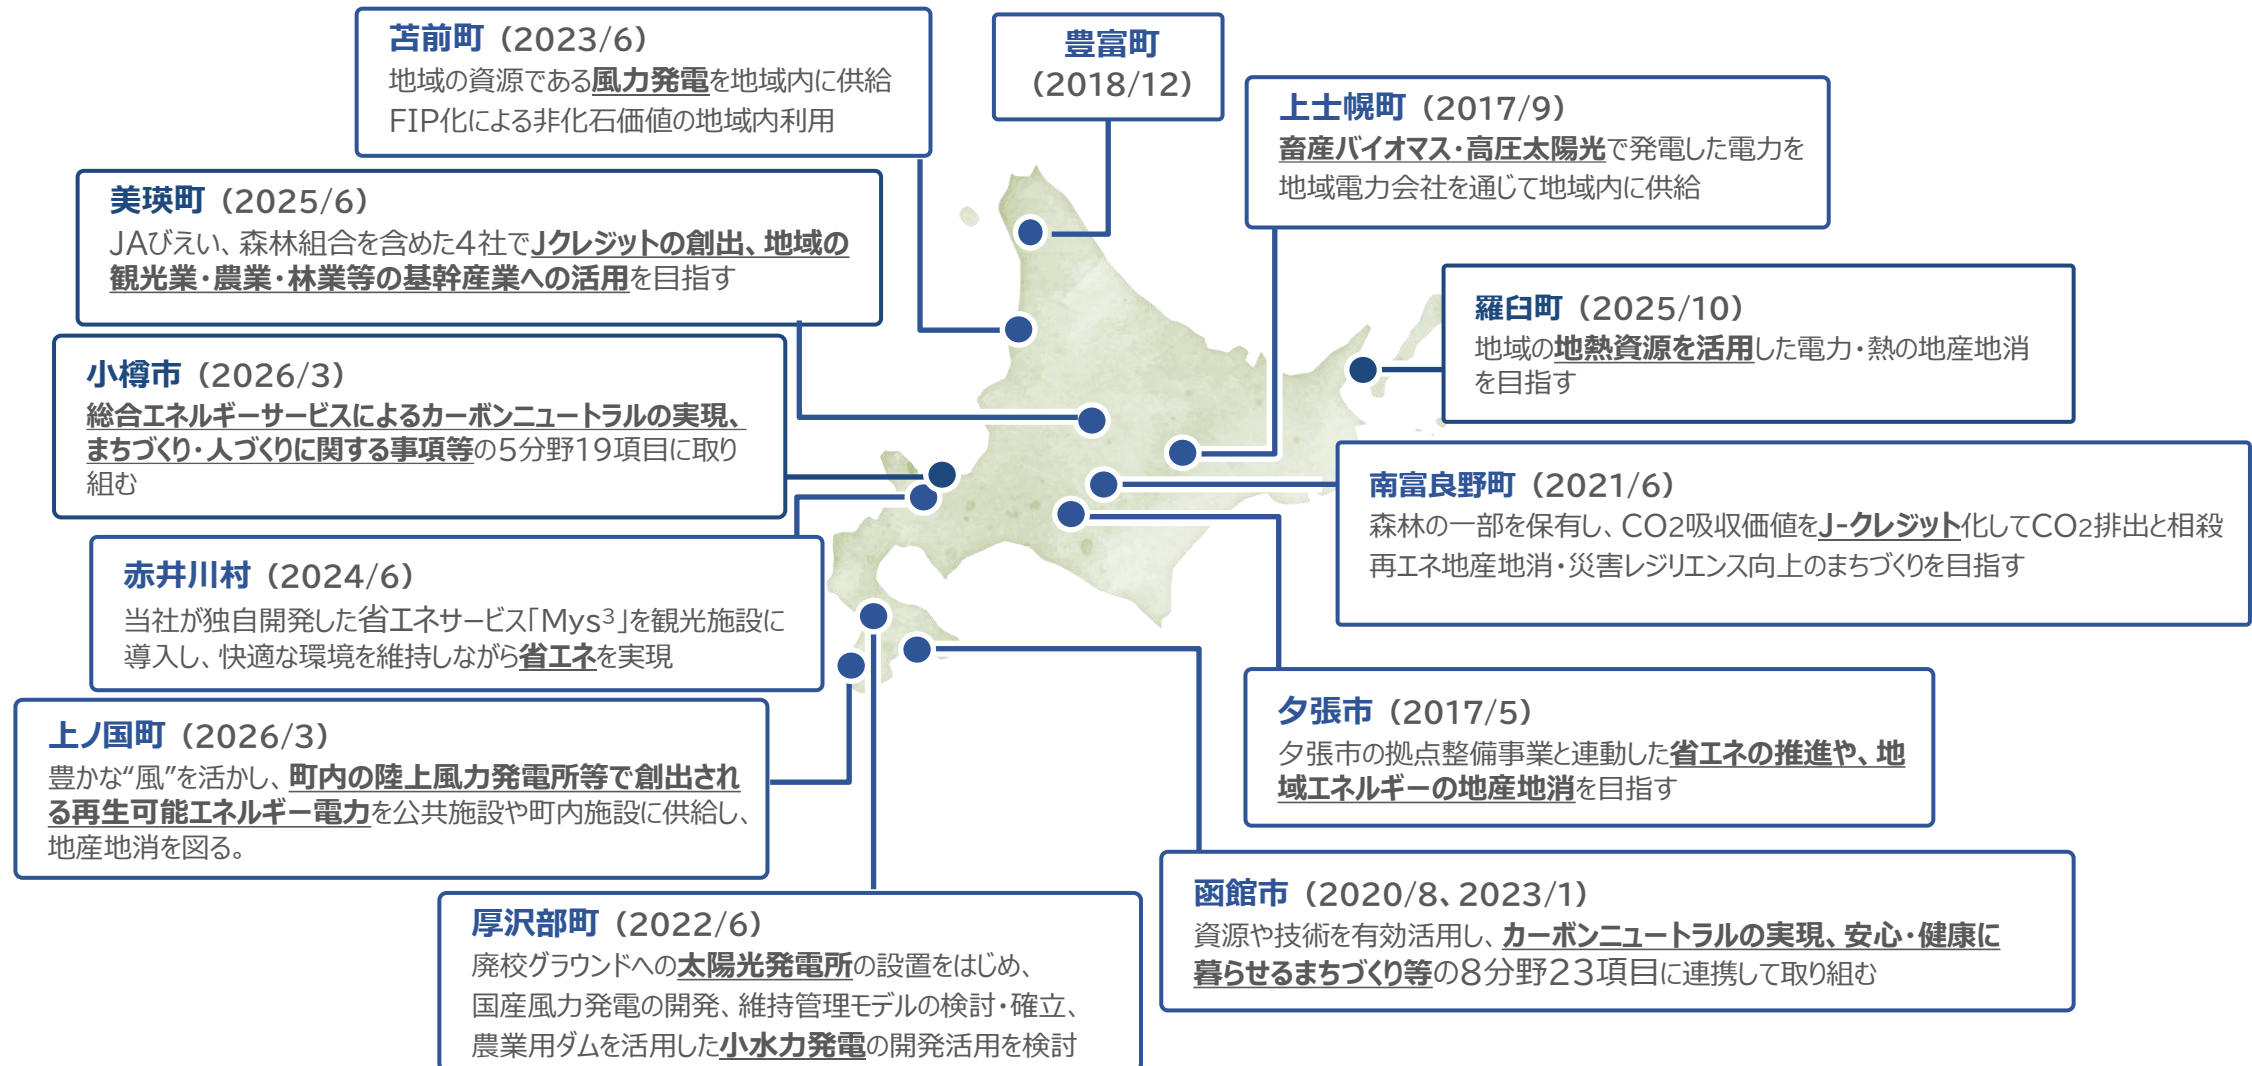 苫前町（2023/6）
地域の資源である風力発電を地域内に供給
FIP化による非化石価値の地域内利用
豊富町
（2018/12）
上士幌町（2017/9）
畜産バイオマス・高圧太陽光で発電した電力を
地域電力会社を通じて地域内に供給
美瑛町（2025/6）
JAびえい、森林組合を含めた4社でJクレジットの創出、地域の
観光業・農業・林業等の基幹産業への活用を目指す
羅臼町（2025/10）
地域の地熱資源を活用した電力・熱の地産地消
を目指す
小樽市（2026/3）
総合エネルギーサービスによるカーボンニュートラルの実現、
まちづくり・人づくりに関する事項等の5分野19項目に取り
組む
南富良野町（2021/6）
森林の一部を保有し、CO2吸収価値をJ-クレジット化してCO2排出と相殺
再エネ地産地消・災害レジリエンス向上のまちづくりを目指す
赤井川村（2024/6）
当社が独自開発した省エネサービス「Mys³」を観光施設に
導入し、快適な環境を維持しながら省エネを実現
夕張市（2017/5）
夕張市の拠点整備事業と連動した省エネの推進や、地
域エネルギーの地産地消を目指す
上ノ国町（2026/3）
豊かな“風”を活かし、町内の陸上風力発電所等で創出され
る再生可能エネルギー電力を公共施設や町内施設に供給し、
地産地消を図る。
函館市（2020/8、2023/1）
資源や技術を有効活用し、カーボンニュートラルの実現、安心・健康に
暮らせるまちづくり等の8分野23項目に連携して取り組む
厚沢部町（2022/6）
廃校グラウンドへの太陽光発電所の設置をはじめ、
国産風力発電の開発、維持管理モデルの検討・確立、
農業用ダムを活用した小水力発電の開発活用を検討